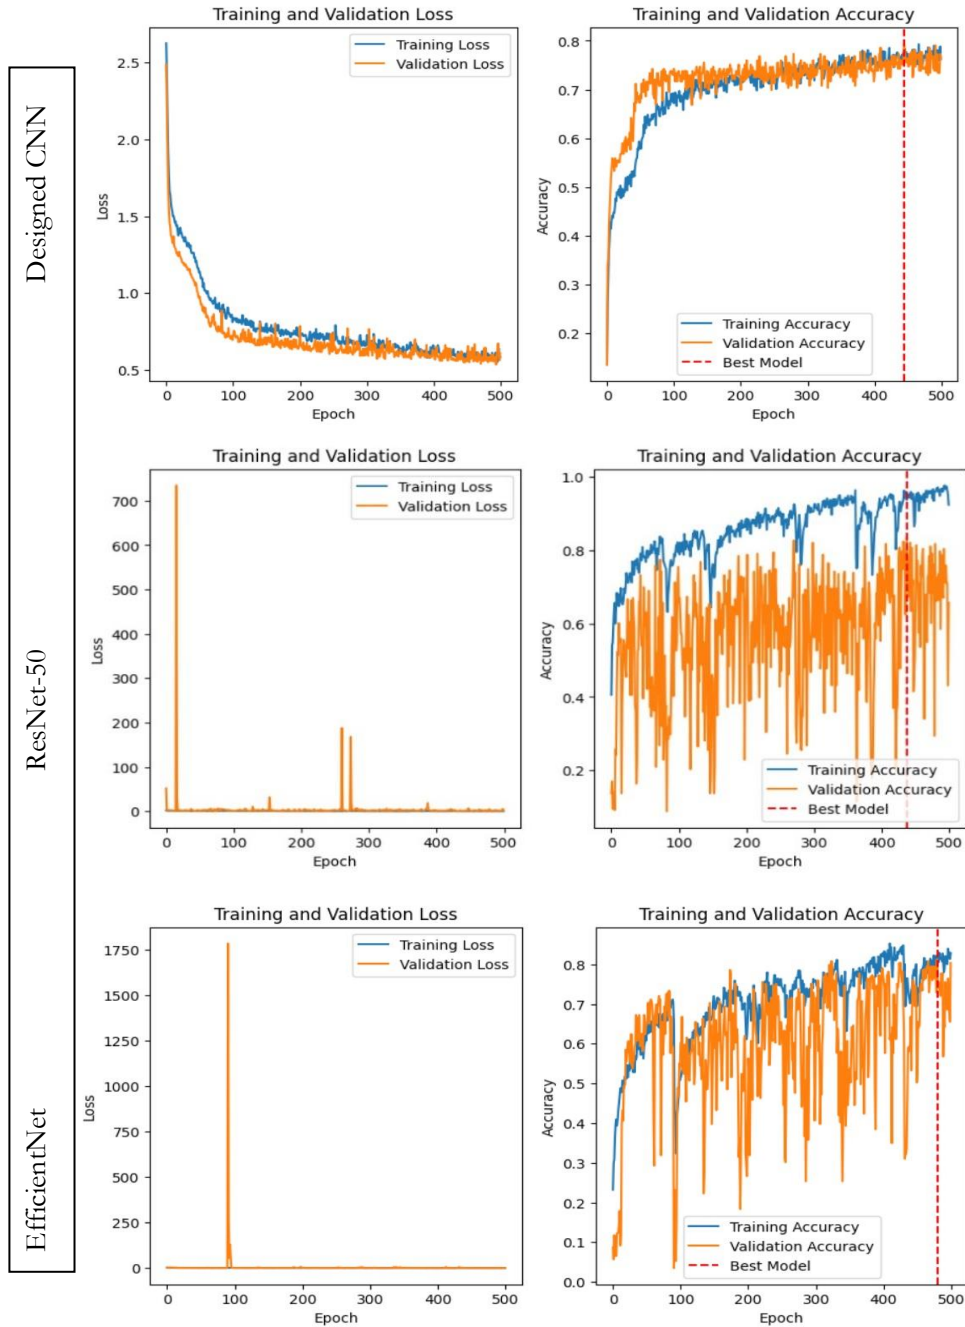 Designed CNN
Training and Validation Loss
Training Loss
Validation Loss
2.5
2.0
1.5
1.0
0.5
Loss
0 100 200 300 400 500
Epoch
Training and Validation Accuracy
0.8
0.7
0.6
0.5
0.4
0.3
0.2
Accuracy
Training Accuracy
Validation Accuracy
Best Model
0 100 200 300 400 500
Epoch
ResNet-50
Training and Validation Loss
Training Loss
Validation Loss
700
600
500
400
300
200
100
0
Loss
0 100 200 300 400 500
Epoch
Training and Validation Accuracy
1.0
0.8
0.6
0.4
0.2
Accuracy
Training Accuracy
Validation Accuracy
Best Model
0 100 200 300 400 500
Epoch
EfficientNet
Training and Validation Loss
Training Loss
Validation Loss
1750
1500
1250
1000
750
500
250
0
Loss
0 100 200 300 400 500
Epoch
Training and Validation Accuracy
0.8
0.7
0.6
0.5
0.4
0.3
0.2
0.1
0.0
Accuracy
Training Accuracy
Validation Accuracy
Best Model
0 100 200 300 400 500
Epoch